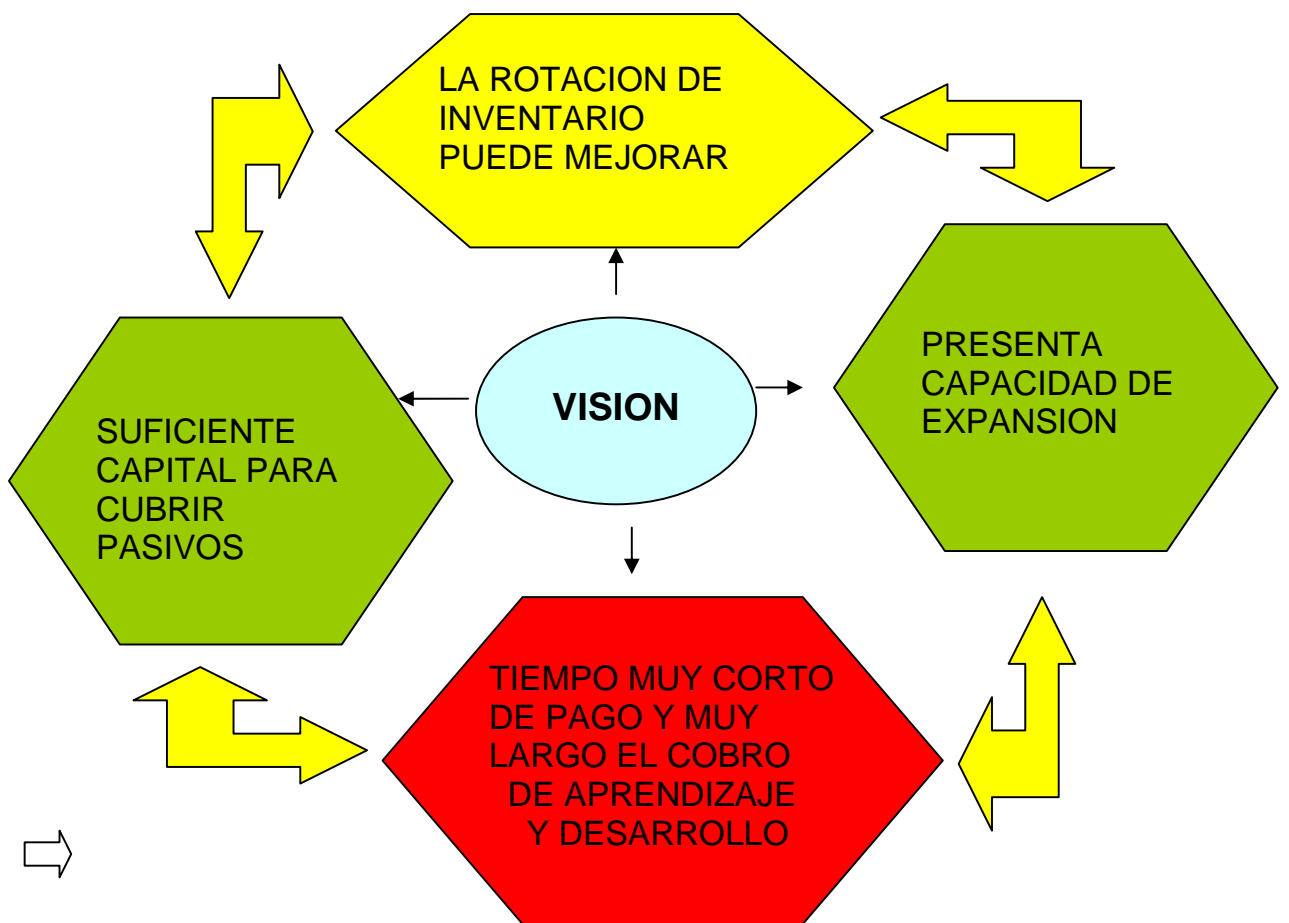 LA ROTACION DE
INVENTARIO
PUEDE MEJORAR
PRESENTA
CAPACIDAD DE
EXPANSION
VISION
SUFICIENTE
CAPITAL PARA
CUBRIR
PASIVOS
TIEMPO MUY CORTO
DE PAGO Y MUY
LARGO EL COBRO
DE APRENDIZAJE
Y DESARROLLO